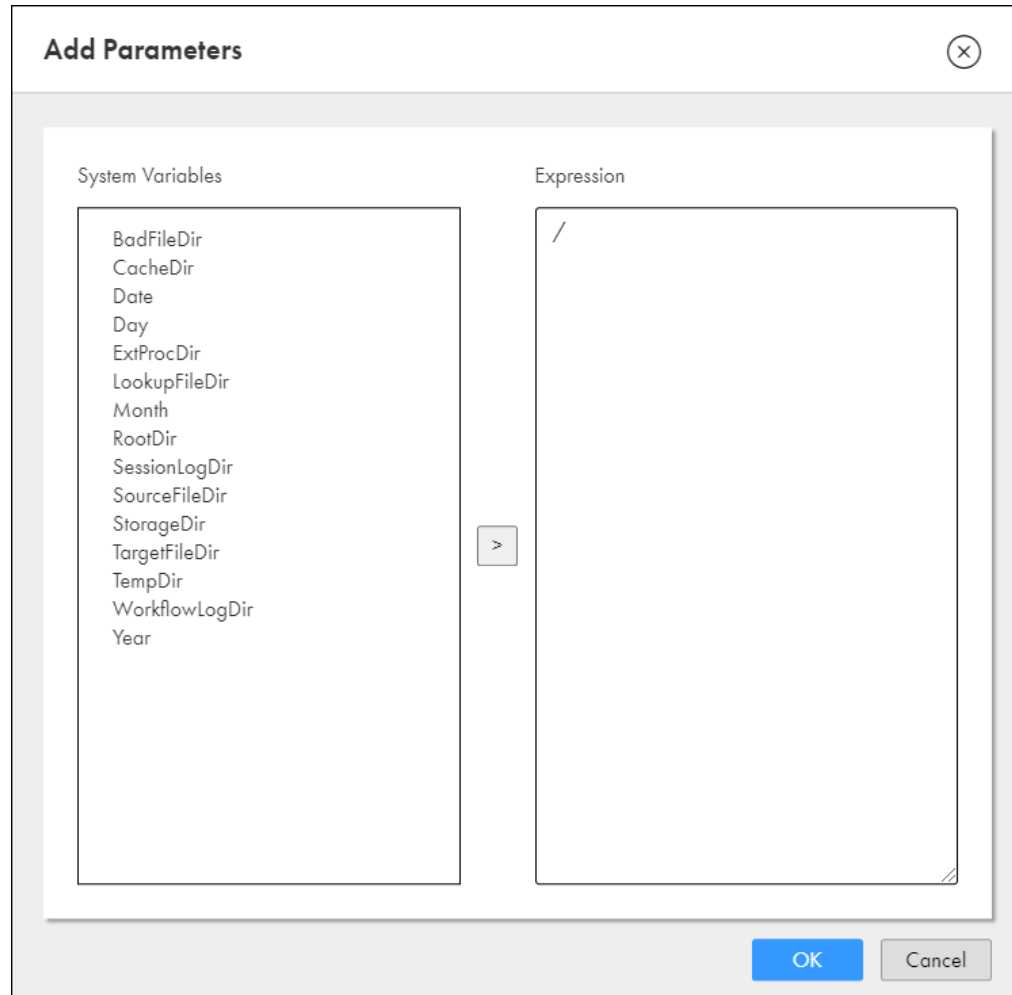 Add Parameters
System Variables
Expression
BadFileDir
CacheDir
Date
Day
ExtProcDir
LookupFileDir
Month
RootDir
SessionLogDir
SourceFileDir
StorageDir
TargetFileDir
TempDir
WorkflowLogDir
Year
>
/
OK
Cancel